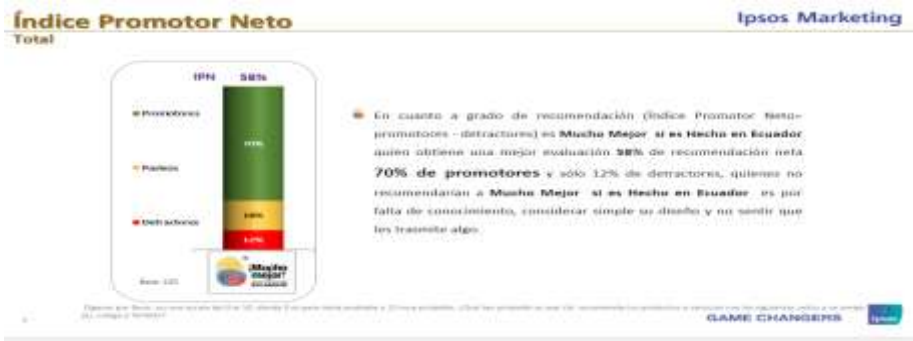 Índice Promotor Neto
Ipsos Marketing
Total
IPN 58%
Promotores
70%
Pasivos
18%
Detractores
12%
¡Mucho
mejor!
ECUADOR
En cuanto a grado de recomendación (Índice Promotor Neto=
promotores - detractores) es Mucho Mejor si es Hecho en Ecuador
quien obtiene una mejor evaluación 58% de recomendación neta
70% de promotores y sólo 12% de detractores, quienes no
recomendarían a Mucho Mejor si es Hecho en Ecuador es por
falta de conocimiento, considerar simple su diseño y no sentir que
les trasmite algo.
GAME CHANGERS
Ipsos